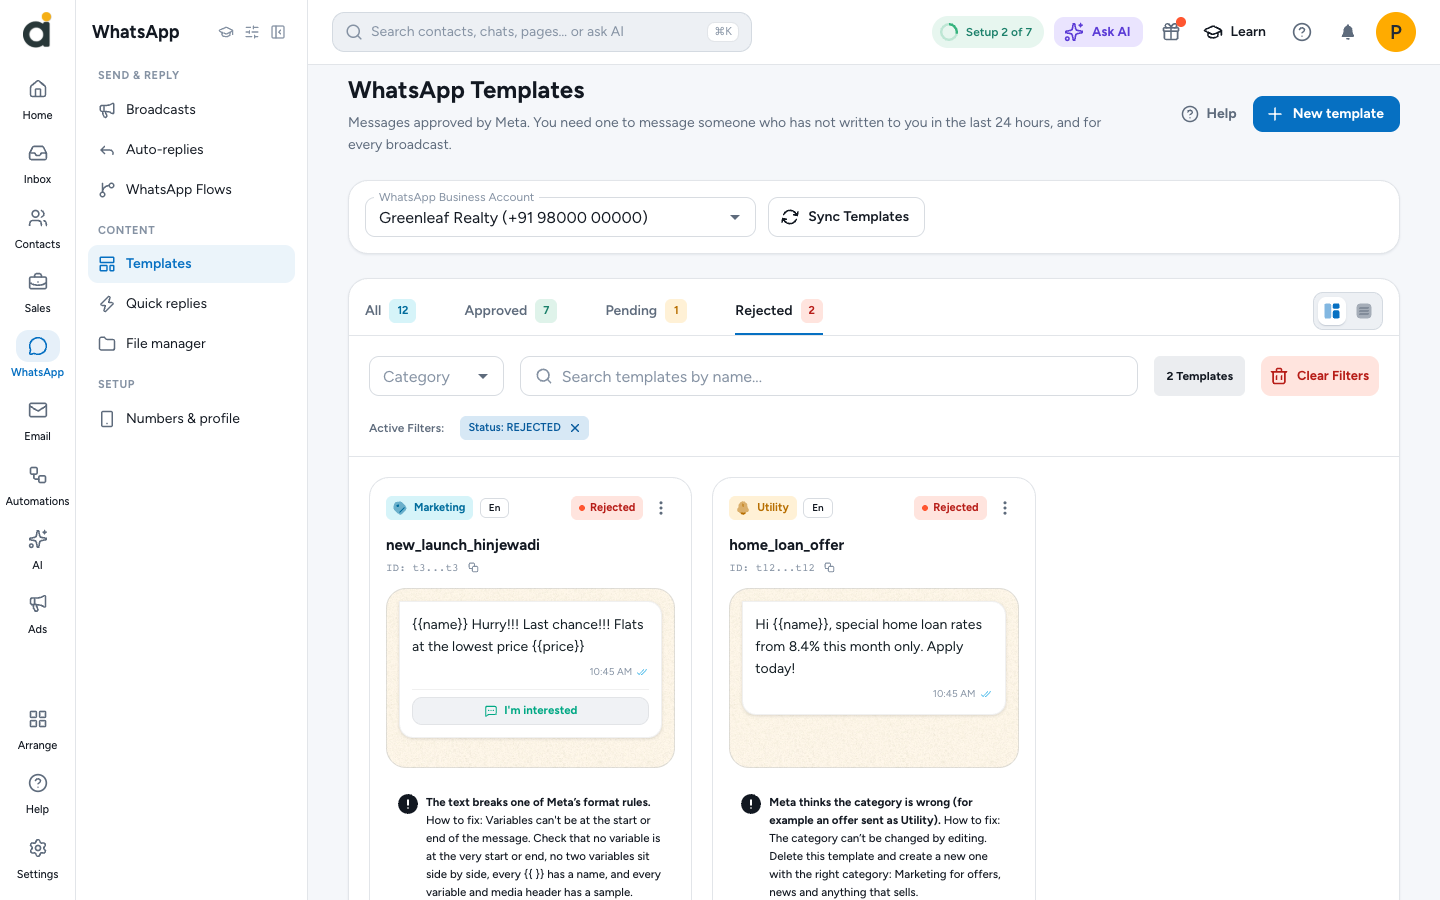 WhatsApp
Search contacts, chats, pages... or ask AI
⌘K
Setup 2 of 7
Ask AI
Learn
P
Home
Inbox
Contacts
Sales
WhatsApp
Email
Automations
AI
Ads
Arrange
Help
Settings
SEND & REPLY
Broadcasts
Auto-replies
WhatsApp Flows
CONTENT
Templates
Quick replies
File manager
SETUP
Numbers & profile
WhatsApp Templates
Messages approved by Meta. You need one to message someone who has not written to you in the last 24 hours, and for
every broadcast.
Help
New template
WhatsApp Business Account
Greenleaf Realty (+91 98000 00000)
Sync Templates
All 12
Approved 7
Pending 1
Rejected 2
Category
Search templates by name...
2 Templates
Clear Filters
Active Filters:
Status: REJECTED
Marketing
En
Rejected
new_launch_hinjewadi
ID: t3...t3
{{name}} Hurry!!! Last chance!!! Flats
at the lowest price {{price}}
10:45 AM
I'm interested
The text breaks one of Meta's format rules.
How to fix: Variables can't be at the start or
end of the message. Check that no variable is
at the very start or end, no two variables sit
side by side, every {{ }} has a name, and every
variable and media header has a sample.
Utility
En
Rejected
home_loan_offer
ID: t12...t12
Hi {{name}}, special home loan rates
from 8.4% this month only. Apply
today!
10:45 AM
Meta thinks the category is wrong (for
example an offer sent as Utility). How to fix:
The category can't be changed by editing.
Delete this template and create a new one
with the right category: Marketing for offers,
news and anything that sells.